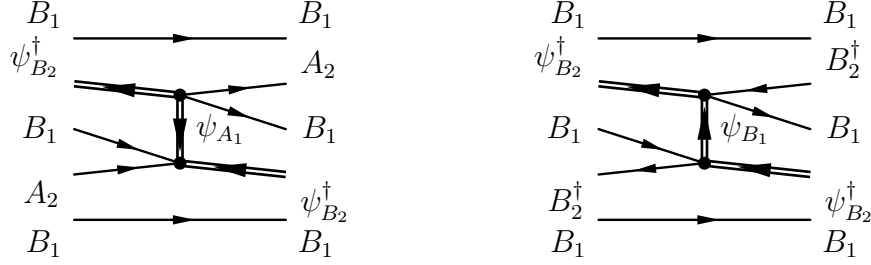 B_1 B_1 B_1 B_1
ψ^†_{B_2} A_2 ψ^†_{B_2} B^†_2
B_1 ψ_{A_1} B_1 B_1 ψ_{B_1} B_1
A_2 ψ^†_{B_2} B^†_2 ψ^†_{B_2}
B_1 B_1 B_1 B_1